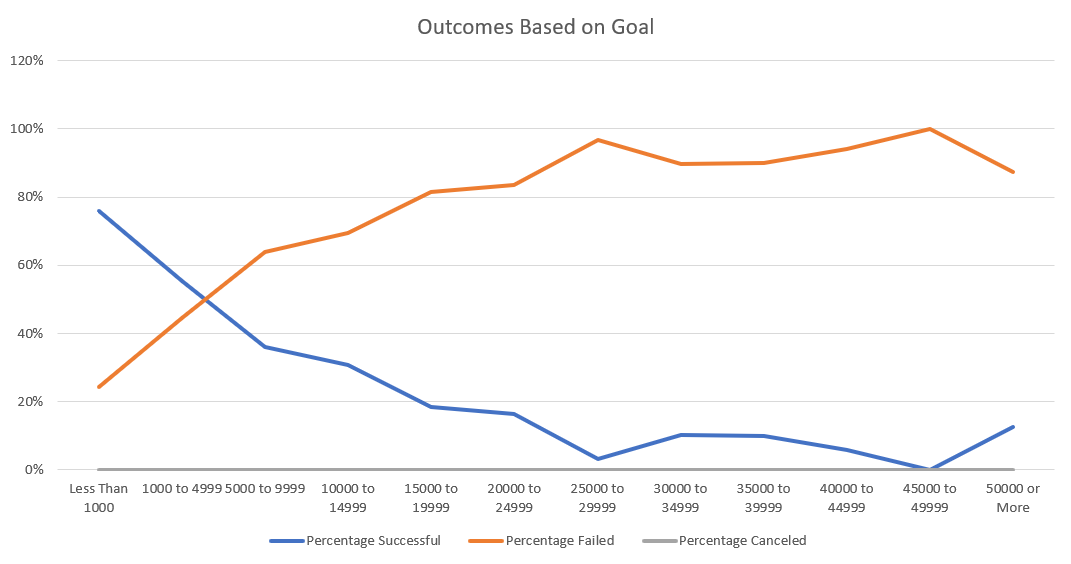 Outcomes Based on Goal
120%
100%
80%
60%
40%
20%
0%
Less Than 1000 to 4999 5000 to 9999 10000 to 15000 to 20000 to 25000 to 30000 to 35000 to 40000 to 45000 to 50000 or
1000 14999 19999 24999 29999 34999 39999 44999 49999 More
Percentage Successful Percentage Failed Percentage Canceled